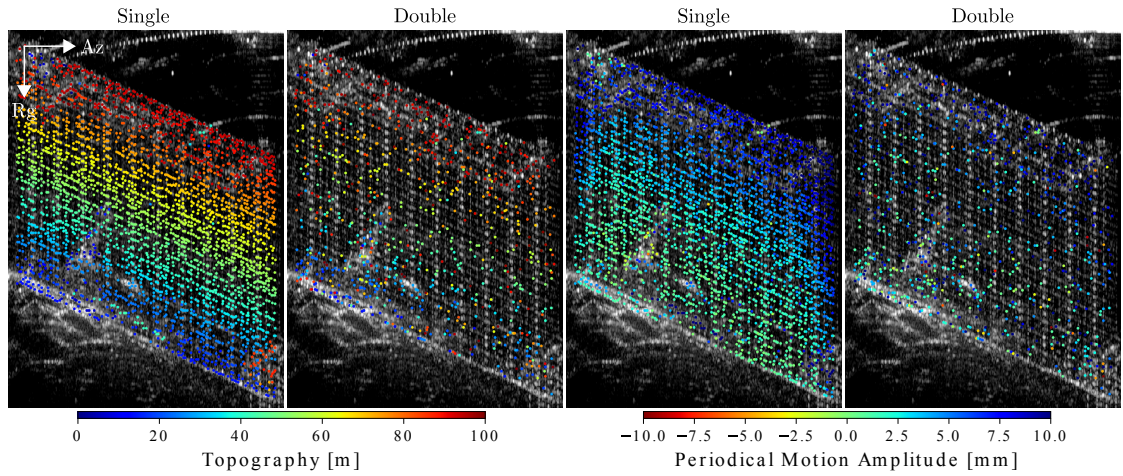 Single Double Single Double
Az
Rg
0 20 40 60 80 100 −10.0 −7.5 −5.0 −2.5 0.0 2.5 5.0 7.5 10.0
Topography [m] Periodical Motion Amplitude [mm]